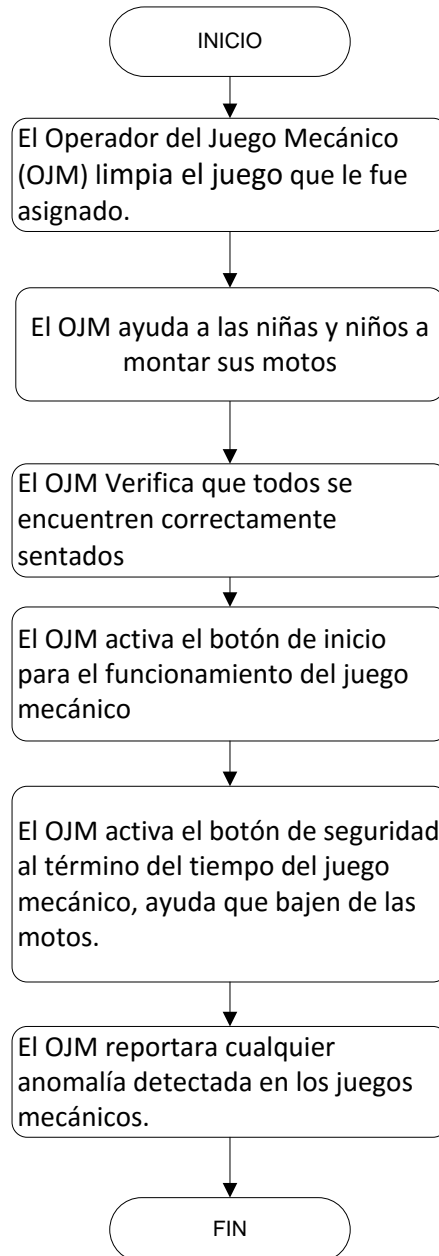 INICIO
El Operador del Juego Mecánico
(OJM) limpia el juego que le fue
asignado.
El OJM ayuda a las niñas y niños a
montar sus motos
El OJM Verifica que todos se
encuentren correctamente
sentados
El OJM activa el botón de inicio
para el funcionamiento del juego
mecánico
El OJM activa el botón de seguridad
al término del tiempo del juego
mecánico, ayuda que bajen de las
motos.
El OJM reportara cualquier
anomalía detectada en los juegos
mecánicos.
FIN